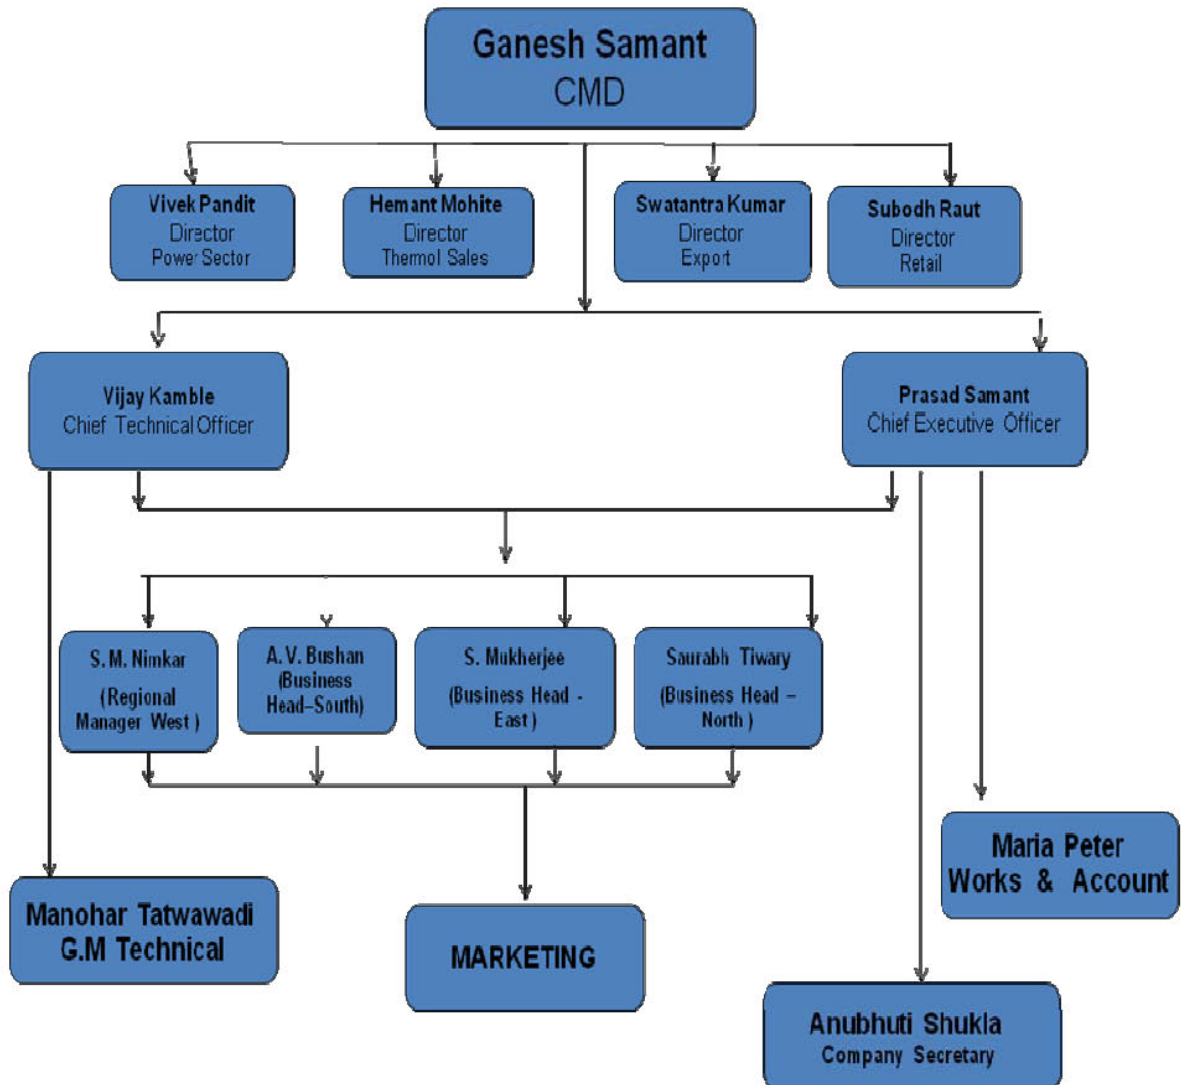 Ganesh Samant
CMD
Vivek Pandit
Director
Power Sector
Hemant Mohite
Director
Thermol Sales
Swatantra Kumar
Director
Export
Subodh Raut
Director
Retail
Vijay Kamble
Chief Technical Officer
Prasad Samant
Chief Executive Officer
S. M. Nimkar
(Regional
Manager West )
A. V. Bushan
(Business
Head–South)
S. Mukherjee
(Business Head -
East )
Saurabh Tiwary
(Business Head –
North )
Maria Peter
Works & Account
Manohar Tatwawadi
G.M Technical
MARKETING
Anubhuti Shukla
Company Secretary